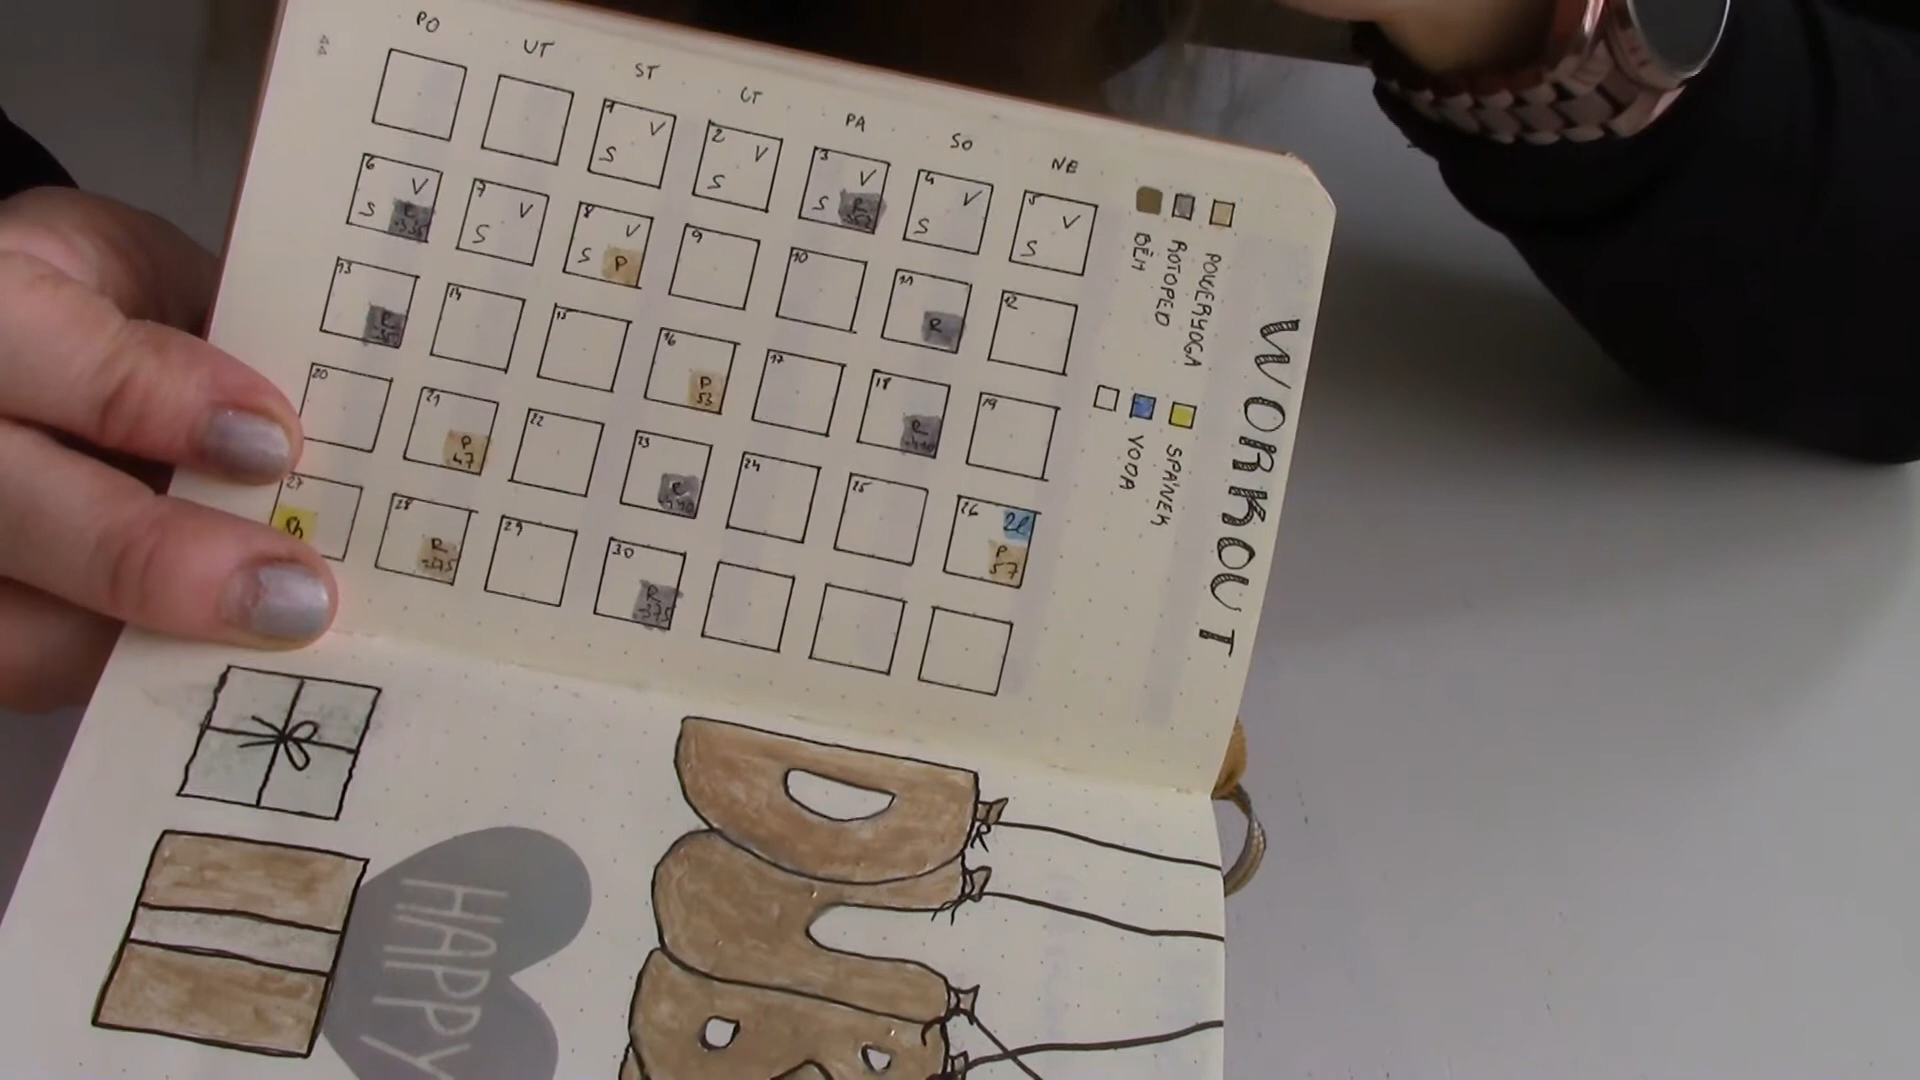 PO UT ST CT PA SO NE
1 V S
2 V S
3 V S R
4 V S
5 V S
6 V S R
7 V S
8 V S P
9
10
11 R
12
13 R
14
15
16 P 53
17
18 R
19
20
21 P 47
22
23 R
24
25
26 2l P 57
27
28 R
29
30 R
WORKOUT
POWERYOGA
ROTOPED
BĚH
SPÁNEK
VODA
HAPPY